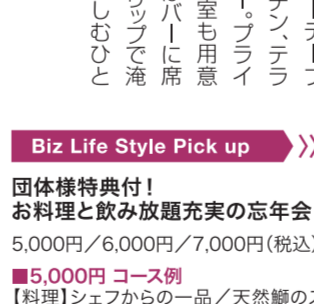 テン、テラ
ー。プライ
室も用意
バーに席
ップで淹
しむひと
Biz Life Style Pick up
団体様特典付！
お料理と飲み放題充実の忘年会
5,000円／6,000円／7,000円（税込）
■5,000円 コース例
【料理】シェフからの一品／天然鰤の